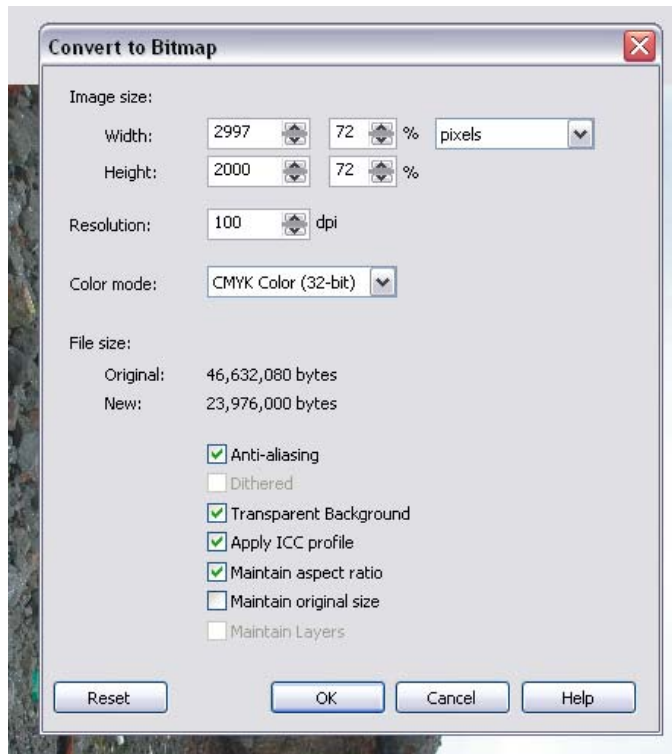 Convert to Bitmap
Image size:
Width: 2997 72 % pixels
Height: 2000 72 %
Resolution: 100 dpi
Color mode: CMYK Color (32-bit)
File size:
Original: 46,632,080 bytes
New: 23,976,000 bytes
Anti-aliasing
Dithered
Transparent Background
Apply ICC profile
Maintain aspect ratio
Maintain original size
Maintain Layers
Reset OK Cancel Help